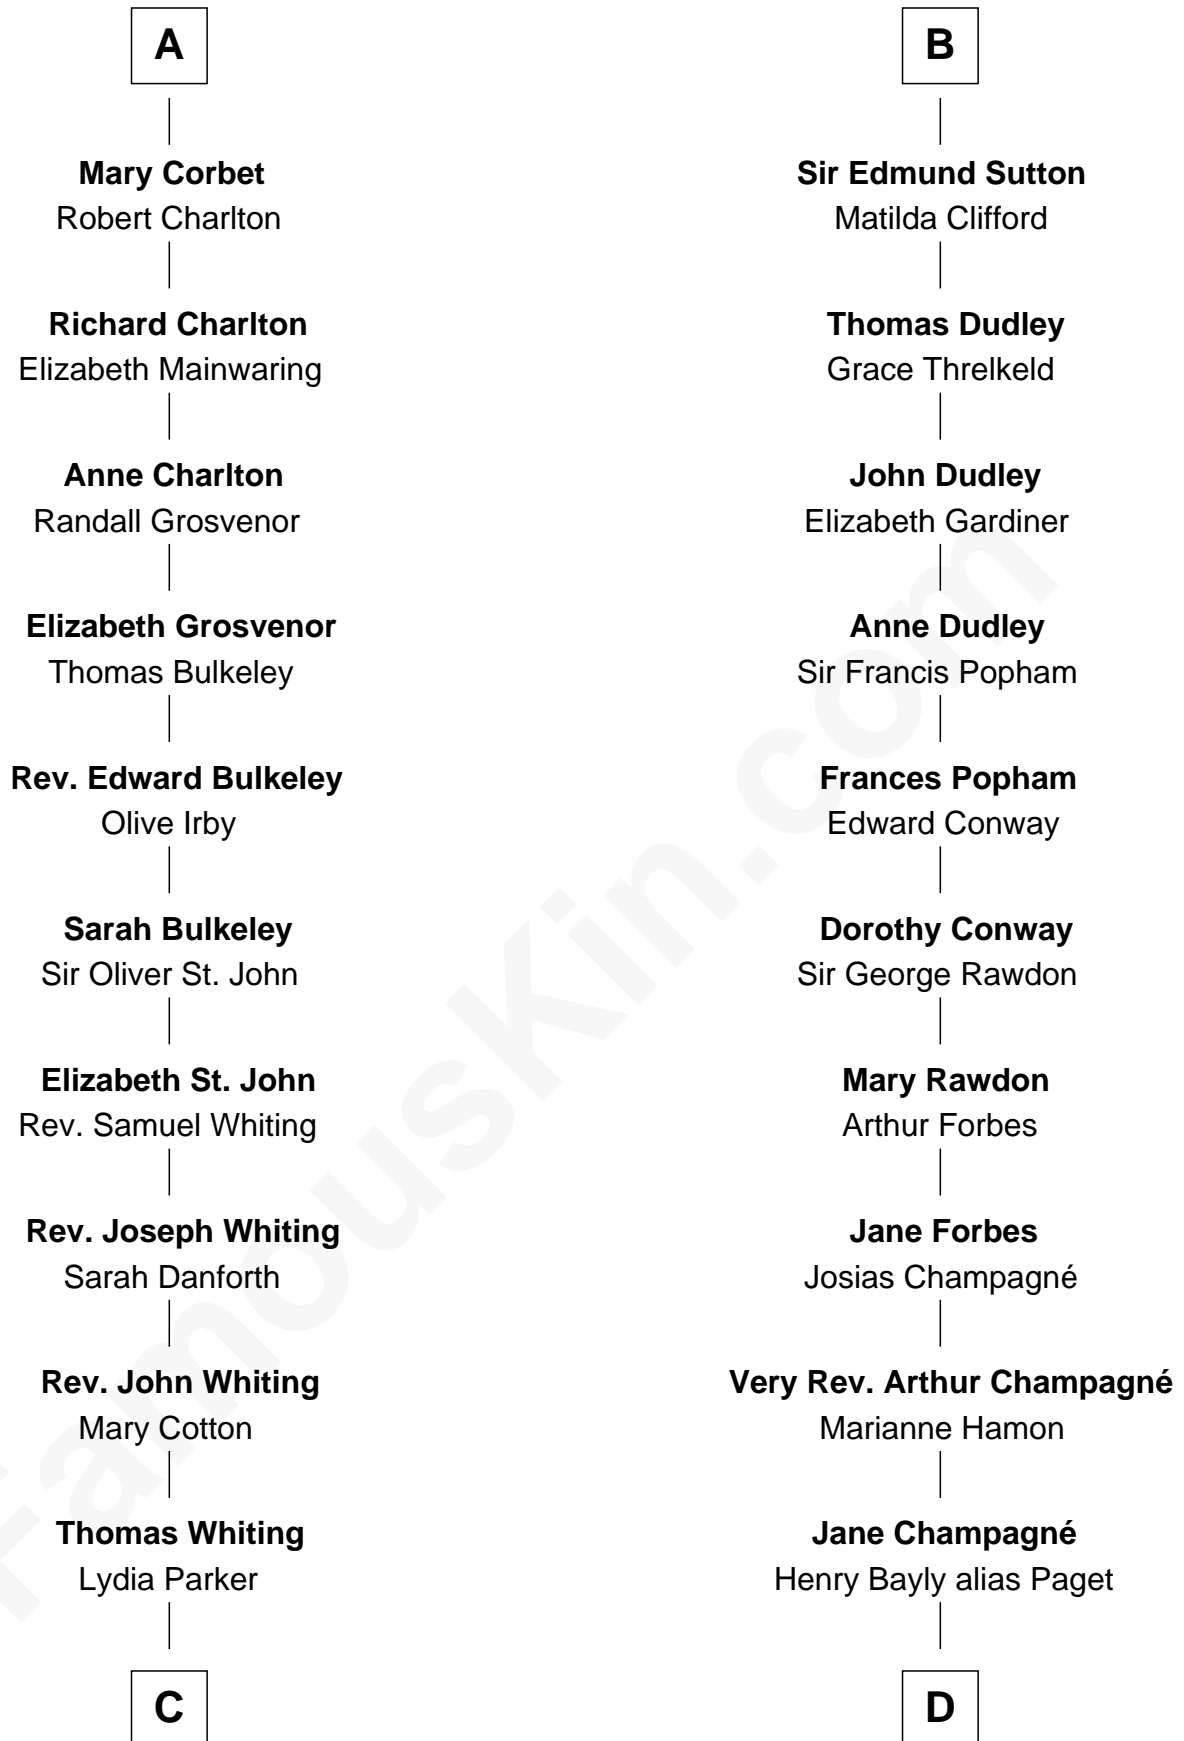 A
Mary Corbet
Robert Charlton
Richard Charlton
Elizabeth Mainwaring
Anne Charlton
Randall Grosvenor
Elizabeth Grosvenor
Thomas Bulkeley
Rev. Edward Bulkeley
Olive Irby
Sarah Bulkeley
Sir Oliver St. John
Elizabeth St. John
Rev. Samuel Whiting
Rev. Joseph Whiting
Sarah Danforth
Rev. John Whiting
Mary Cotton
Thomas Whiting
Lydia Parker
C
B
Sir Edmund Sutton
Matilda Clifford
Thomas Dudley
Grace Threlkeld
John Dudley
Elizabeth Gardiner
Anne Dudley
Sir Francis Popham
Frances Popham
Edward Conway
Dorothy Conway
Sir George Rawdon
Mary Rawdon
Arthur Forbes
Jane Forbes
Josias Champagné
Very Rev. Arthur Champagné
Marianne Hamon
Jane Champagné
Henry Bayly alias Paget
D
FamousKin.com